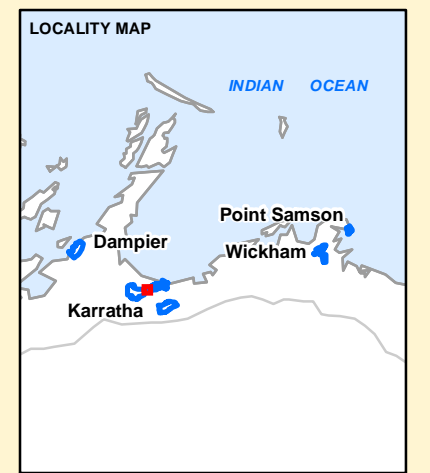 LOCALITY MAP
INDIAN OCEAN
Point Samson
Dampier
Wickham
Karratha